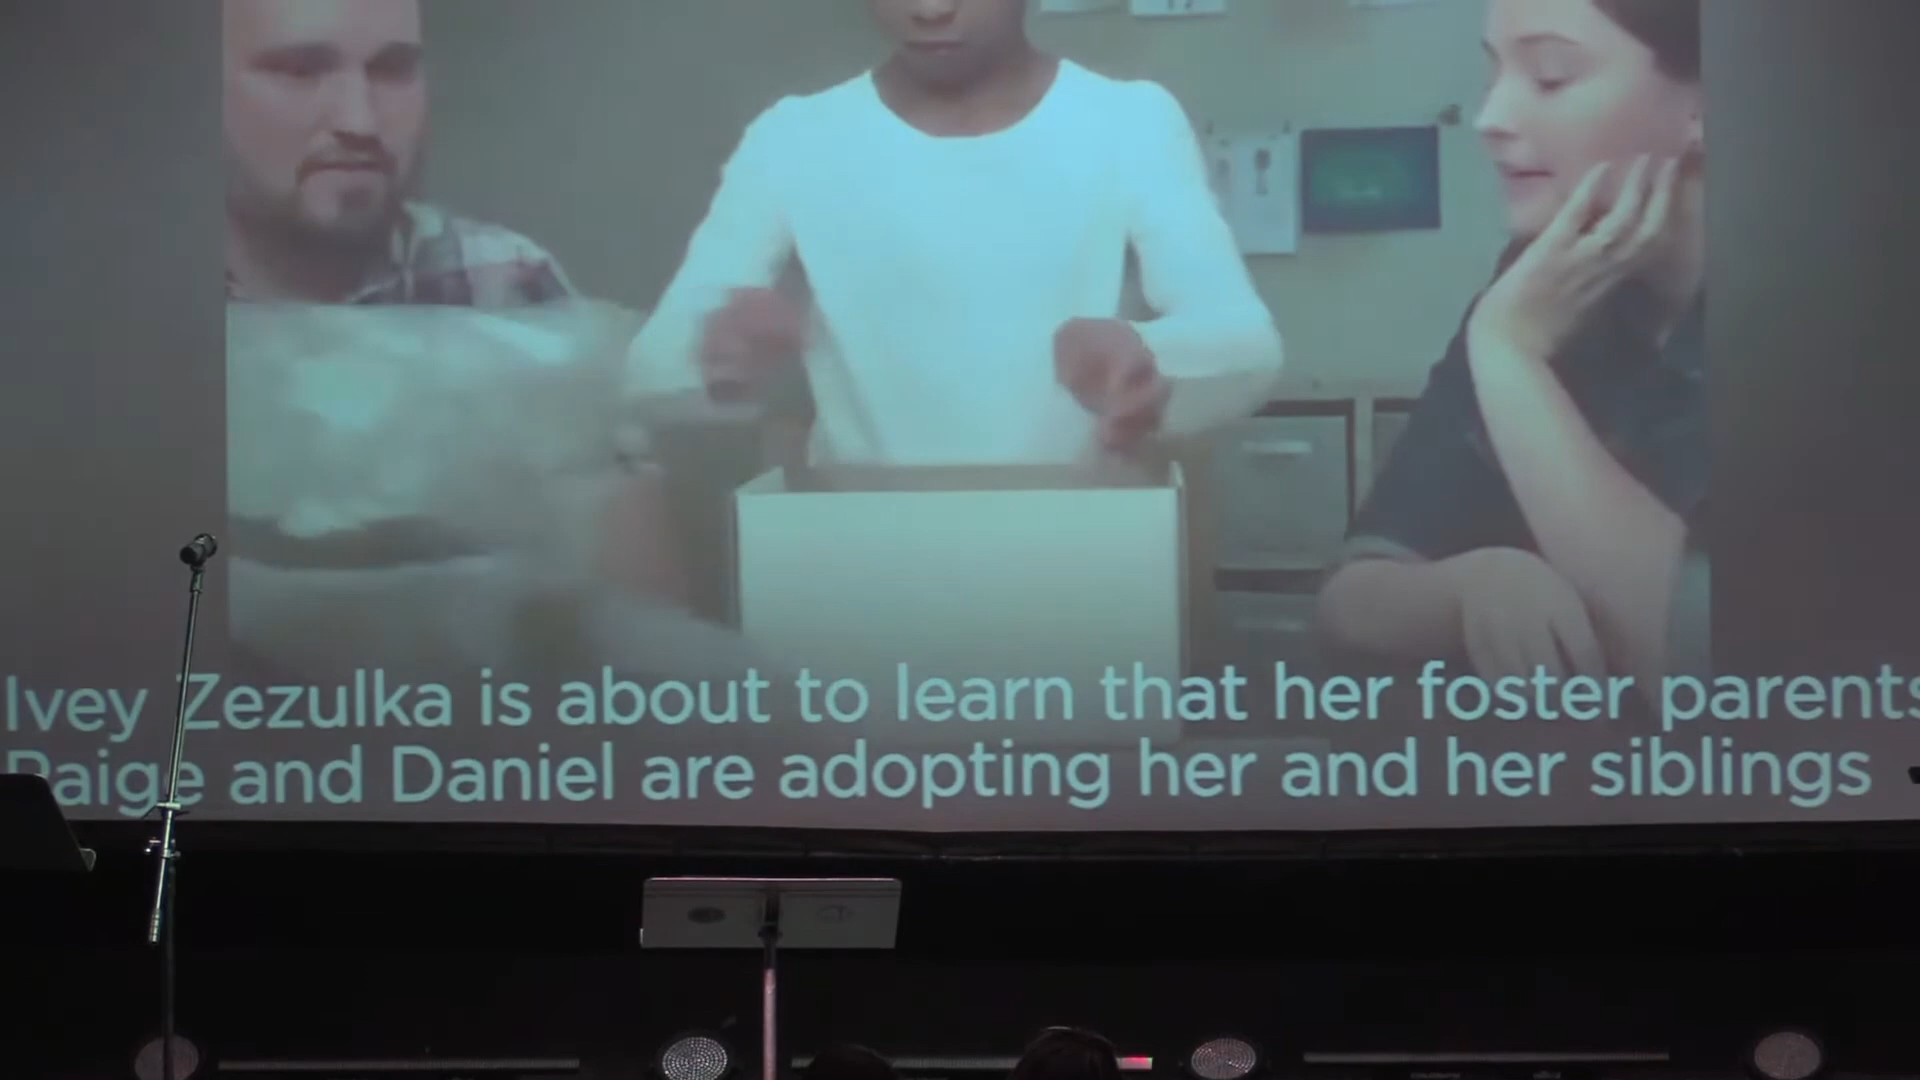 Ivey Zezulka is about to learn that her foster parents
Paige and Daniel are adopting her and her siblings